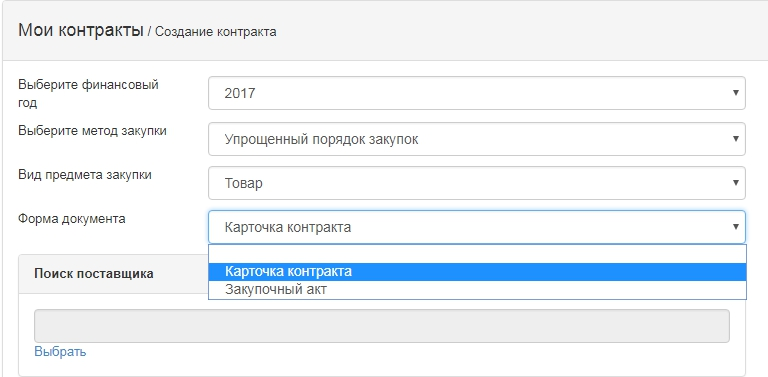 Мои контракты / Создание контракта
Выберите финансовый
год
2017
Выберите метод закупки
Упрощенный порядок закупок
Вид предмета закупки
Товар
Форма документа
Карточка контракта
Карточка контракта
Закупочный акт
Поиск поставщика
Выбрать